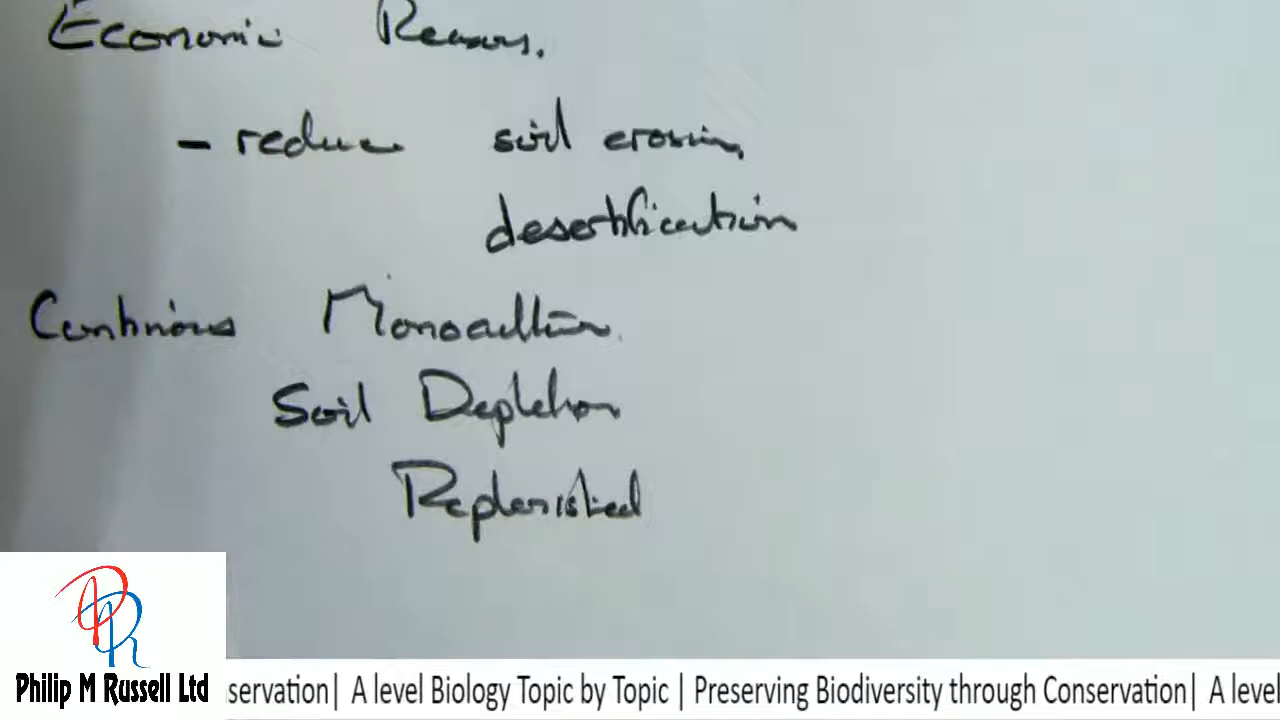 Economic Reasons.
- reduce soil erosion,
desertification
Continuous Monoculture.
Soil Depletion
Replenished
Philip M Russell Ltd
servation| A level Biology Topic by Topic | Preserving Biodiversity through Conservation| A level